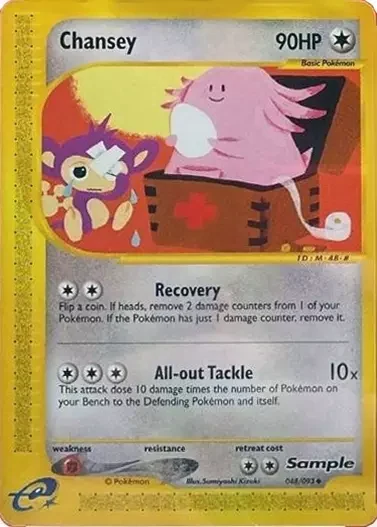 Chansey
90HP
Basic Pokémon
1D:M-48-#
Recovery
Flip a coin. If heads, remove 2 damage counters from 1 of your
Pokémon. If the Pokémon has just 1 damage counter, remove it.
All-out Tackle 10x
This attack dose 10 damage times the number of Pokémon on
your Bench to the Defending Pokémon and itself.
weakness resistance retreat cost
Sample
© Pokémon Illus. Sumiyoshi Kizuki 048/093
e